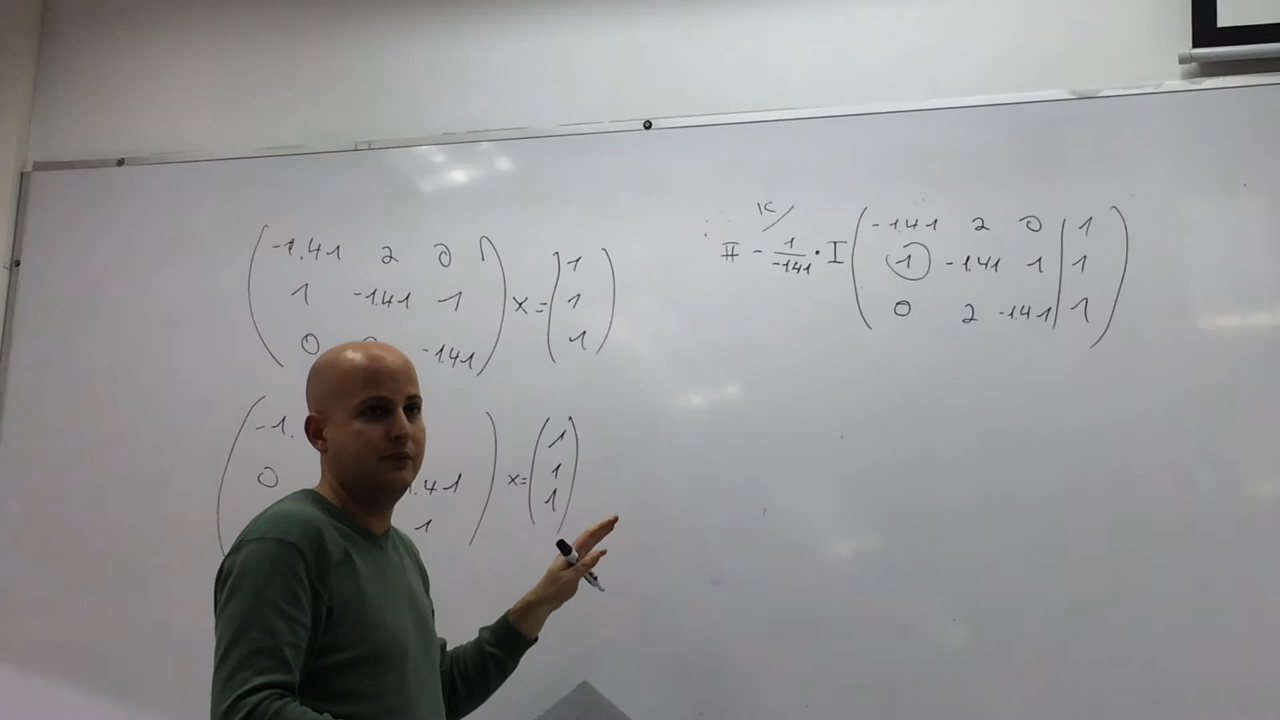 -1.41 2 0
1 -1.41 1 x = 1
0 -1.41 1
-1. 1
0 1.41 x = 1
1 1
K/
II - 1/-1.41 · I
-1.41 2 0 | 1
1 -1.41 1 | 1
0 2 -1.41 | 1